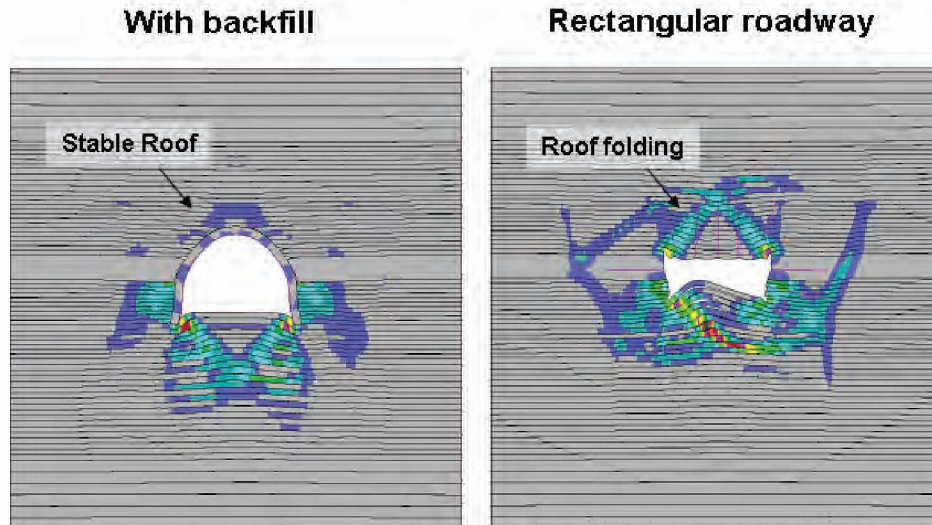 With backfill
Rectangular roadway
Stable Roof
Roof folding